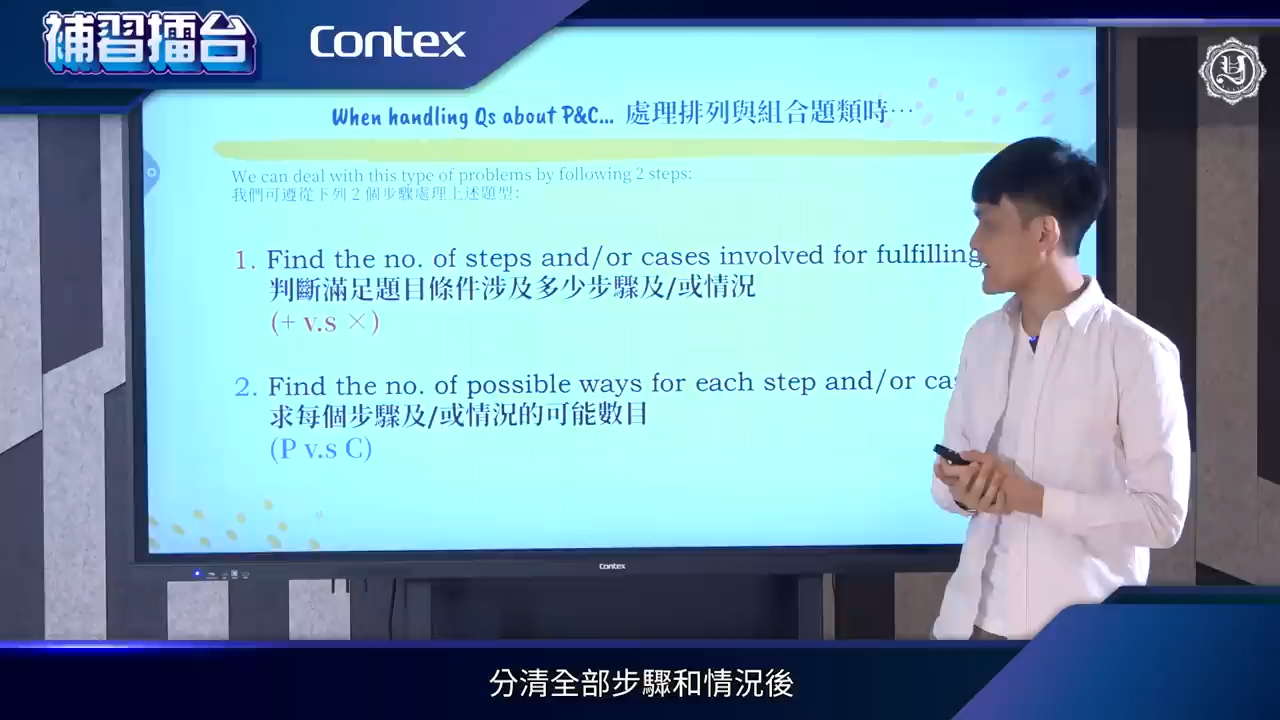 補習擂台
Contex
When handling Qs about P&C... 處理排列與組合題類時…
We can deal with this type of problems by following 2 steps:
我們可遵從下列 2 個步驟處理上述題型:
1. Find the no. of steps and/or cases involved for fulfilling
判斷滿足題目條件涉及多少步驟及/或情況
(+ v.s ×)
2. Find the no. of possible ways for each step and/or
求每個步驟及/或情況的可能數目
(P v.s C)
Contex
分清全部步驟和情況後